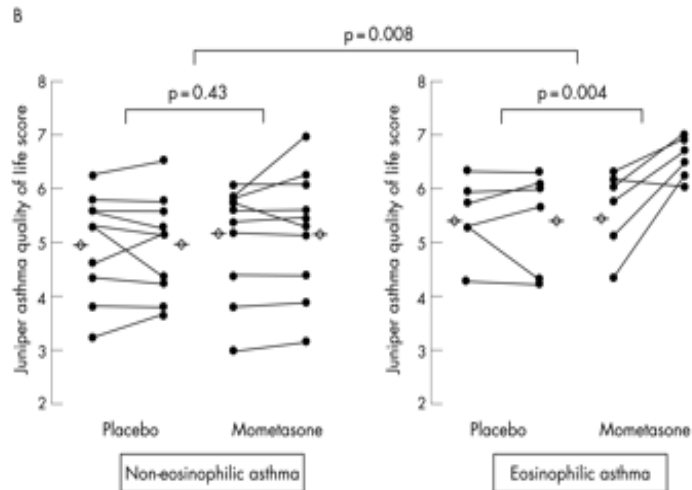 B
p=0.008
p=0.43
p=0.004
Juniper asthma quality of life score
8
7
6
5
4
3
2
Placebo
Mometasone
Non-eosinophilic asthma
Juniper asthma quality of life score
8
7
6
5
4
3
2
Placebo
Mometasone
Eosinophilic asthma